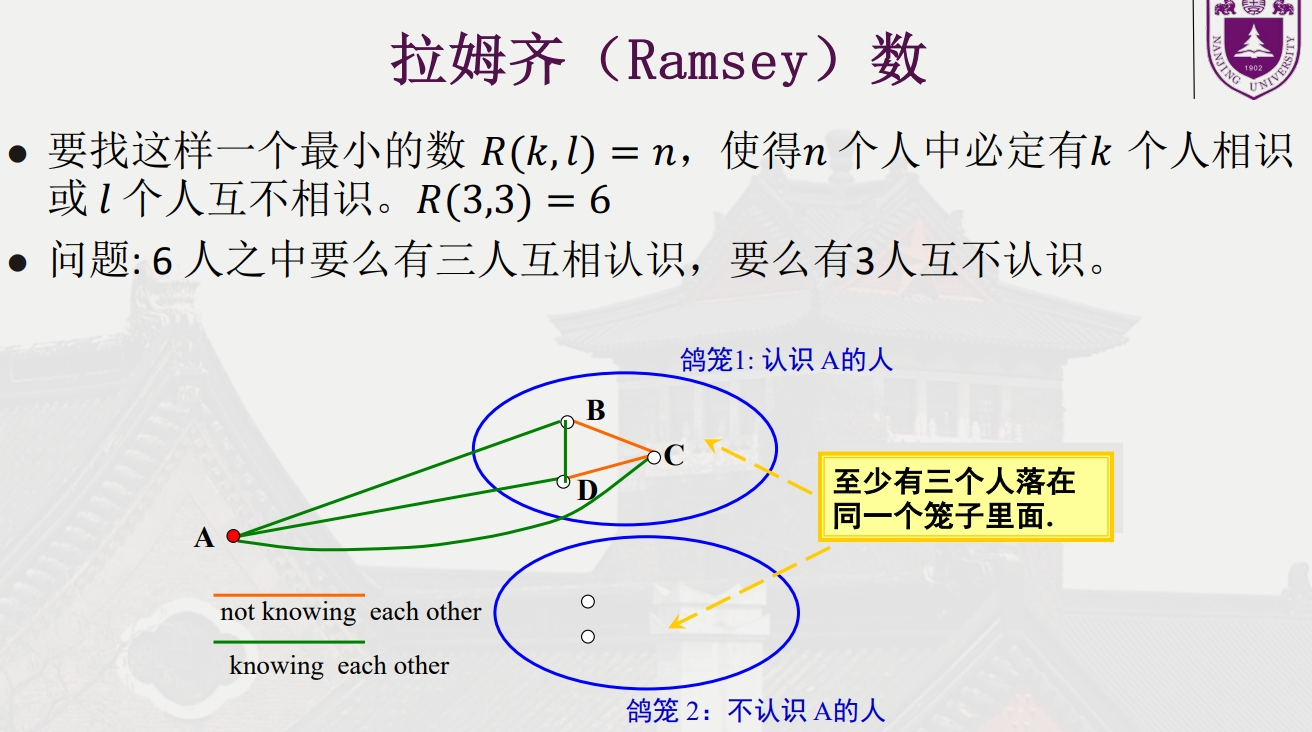 拉姆齐（Ramsey）数
NANJING UNIVERSITY
1902
● 要找这样一个最小的数 R(k, l) = n，使得n 个人中必定有k 个人相识
或 l 个人互不相识。R(3,3) = 6
● 问题: 6 人之中要么有三人互相认识，要么有3人互不认识。
鸽笼1: 认识 A的人
B
C
D
A
至少有三个人落在
同一个笼子里面.
not knowing each other
knowing each other
鸽笼 2：不认识 A的人